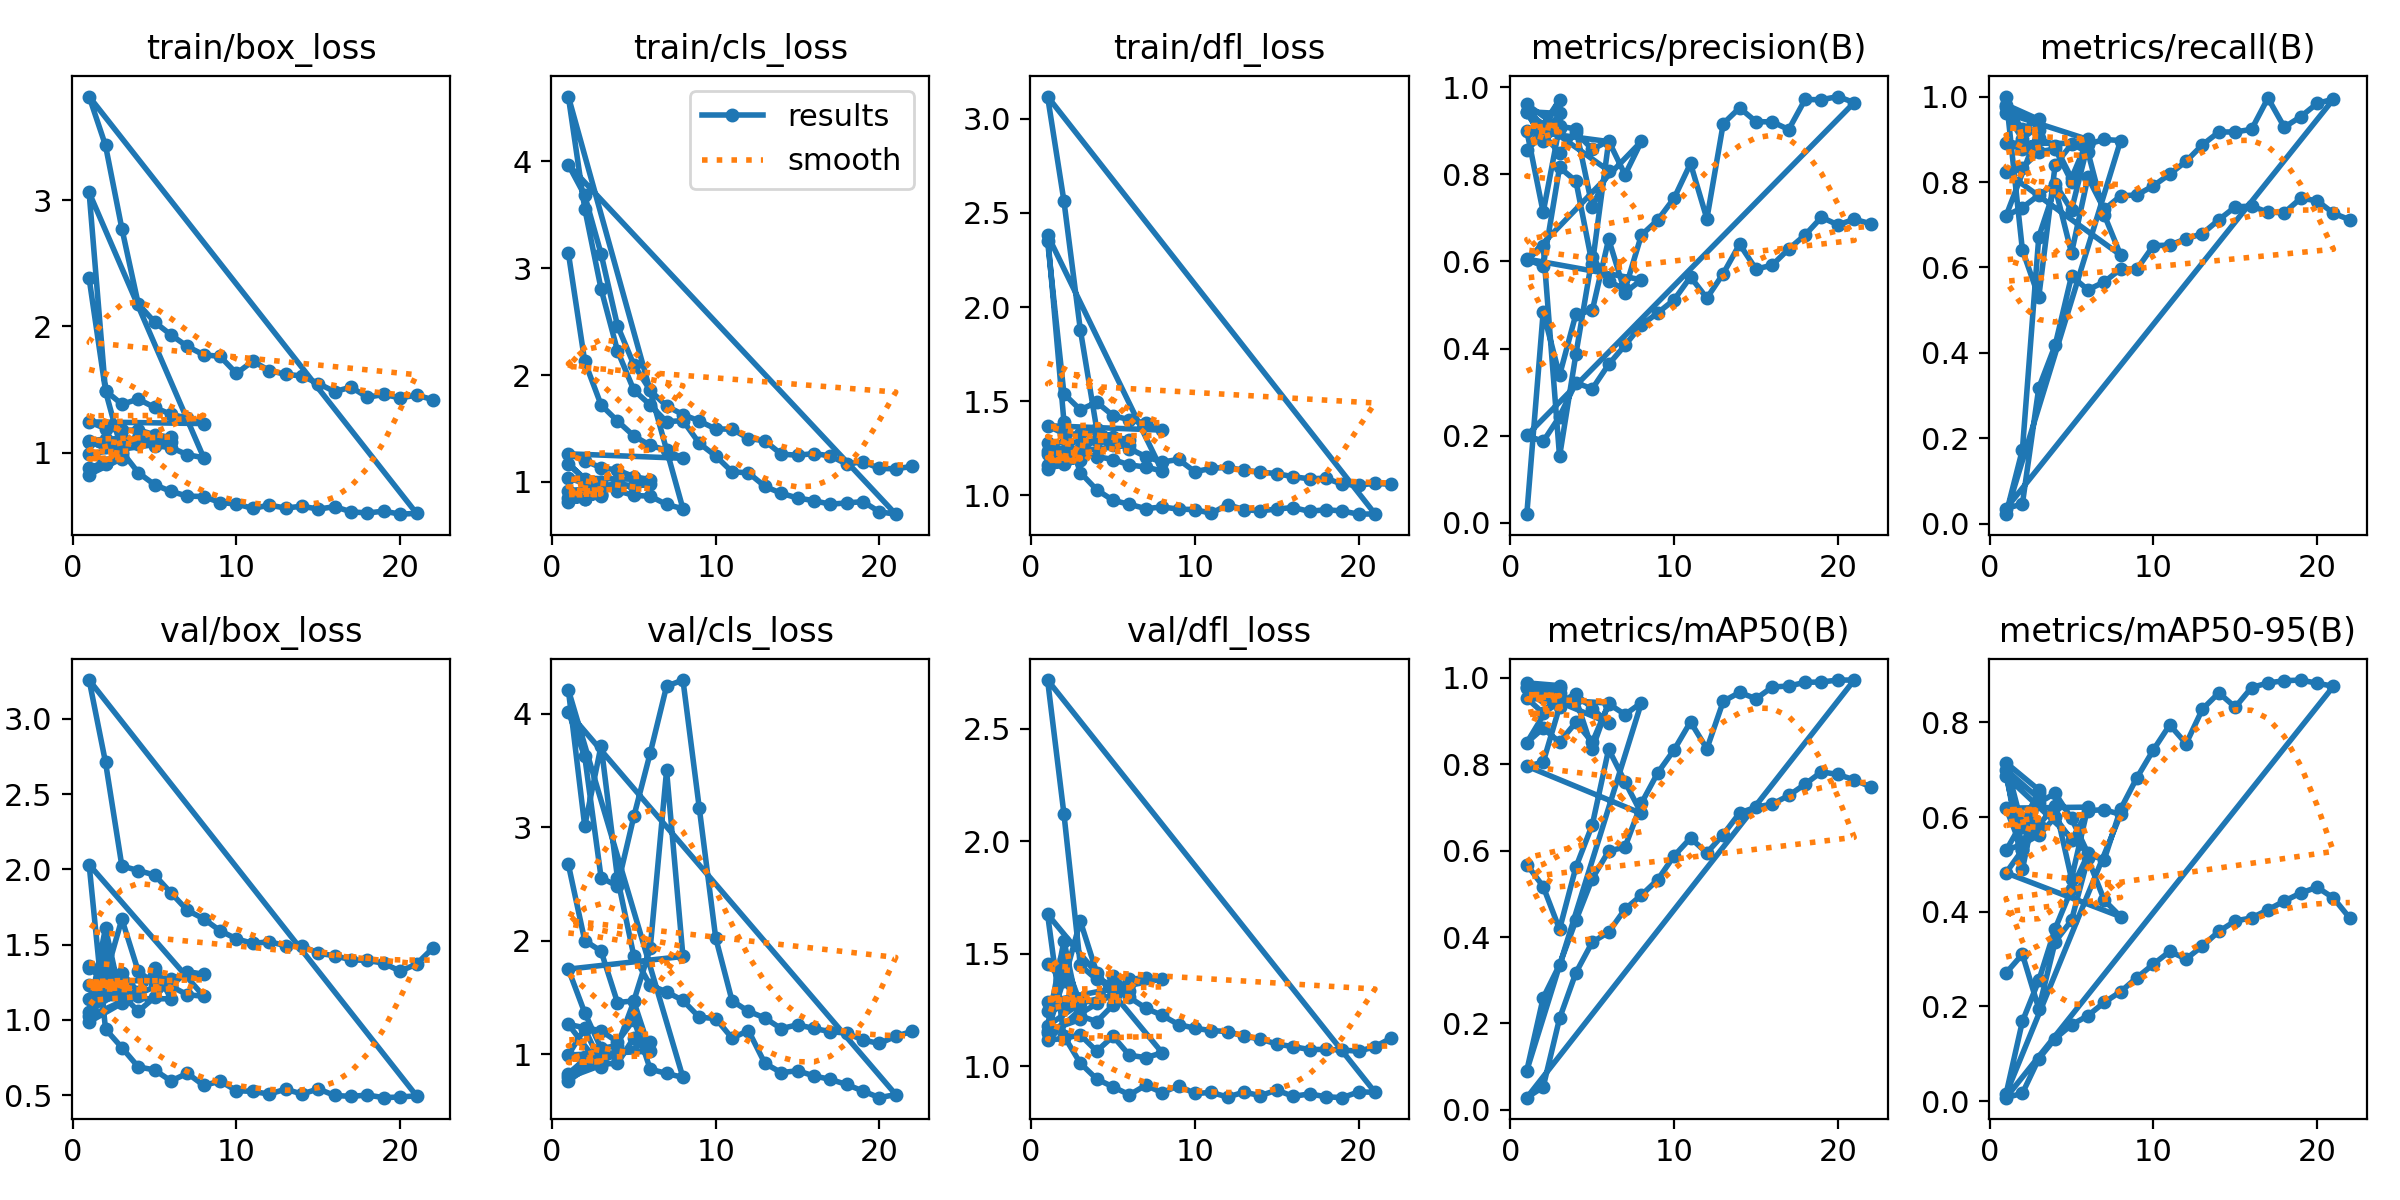 train/box_loss
3
2
1
0 10 20
train/cls_loss
results
smooth
4
3
2
1
0 10 20
train/dfl_loss
3.0
2.5
2.0
1.5
1.0
0 10 20
metrics/precision(B)
1.0
0.8
0.6
0.4
0.2
0.0
0 10 20
metrics/recall(B)
1.0
0.8
0.6
0.4
0.2
0.0
0 10 20
val/box_loss
3.0
2.5
2.0
1.5
1.0
0.5
0 10 20
val/cls_loss
4
3
2
1
0 10 20
val/dfl_loss
2.5
2.0
1.5
1.0
0 10 20
metrics/mAP50(B)
1.0
0.8
0.6
0.4
0.2
0.0
0 10 20
metrics/mAP50-95(B)
0.8
0.6
0.4
0.2
0.0
0 10 20